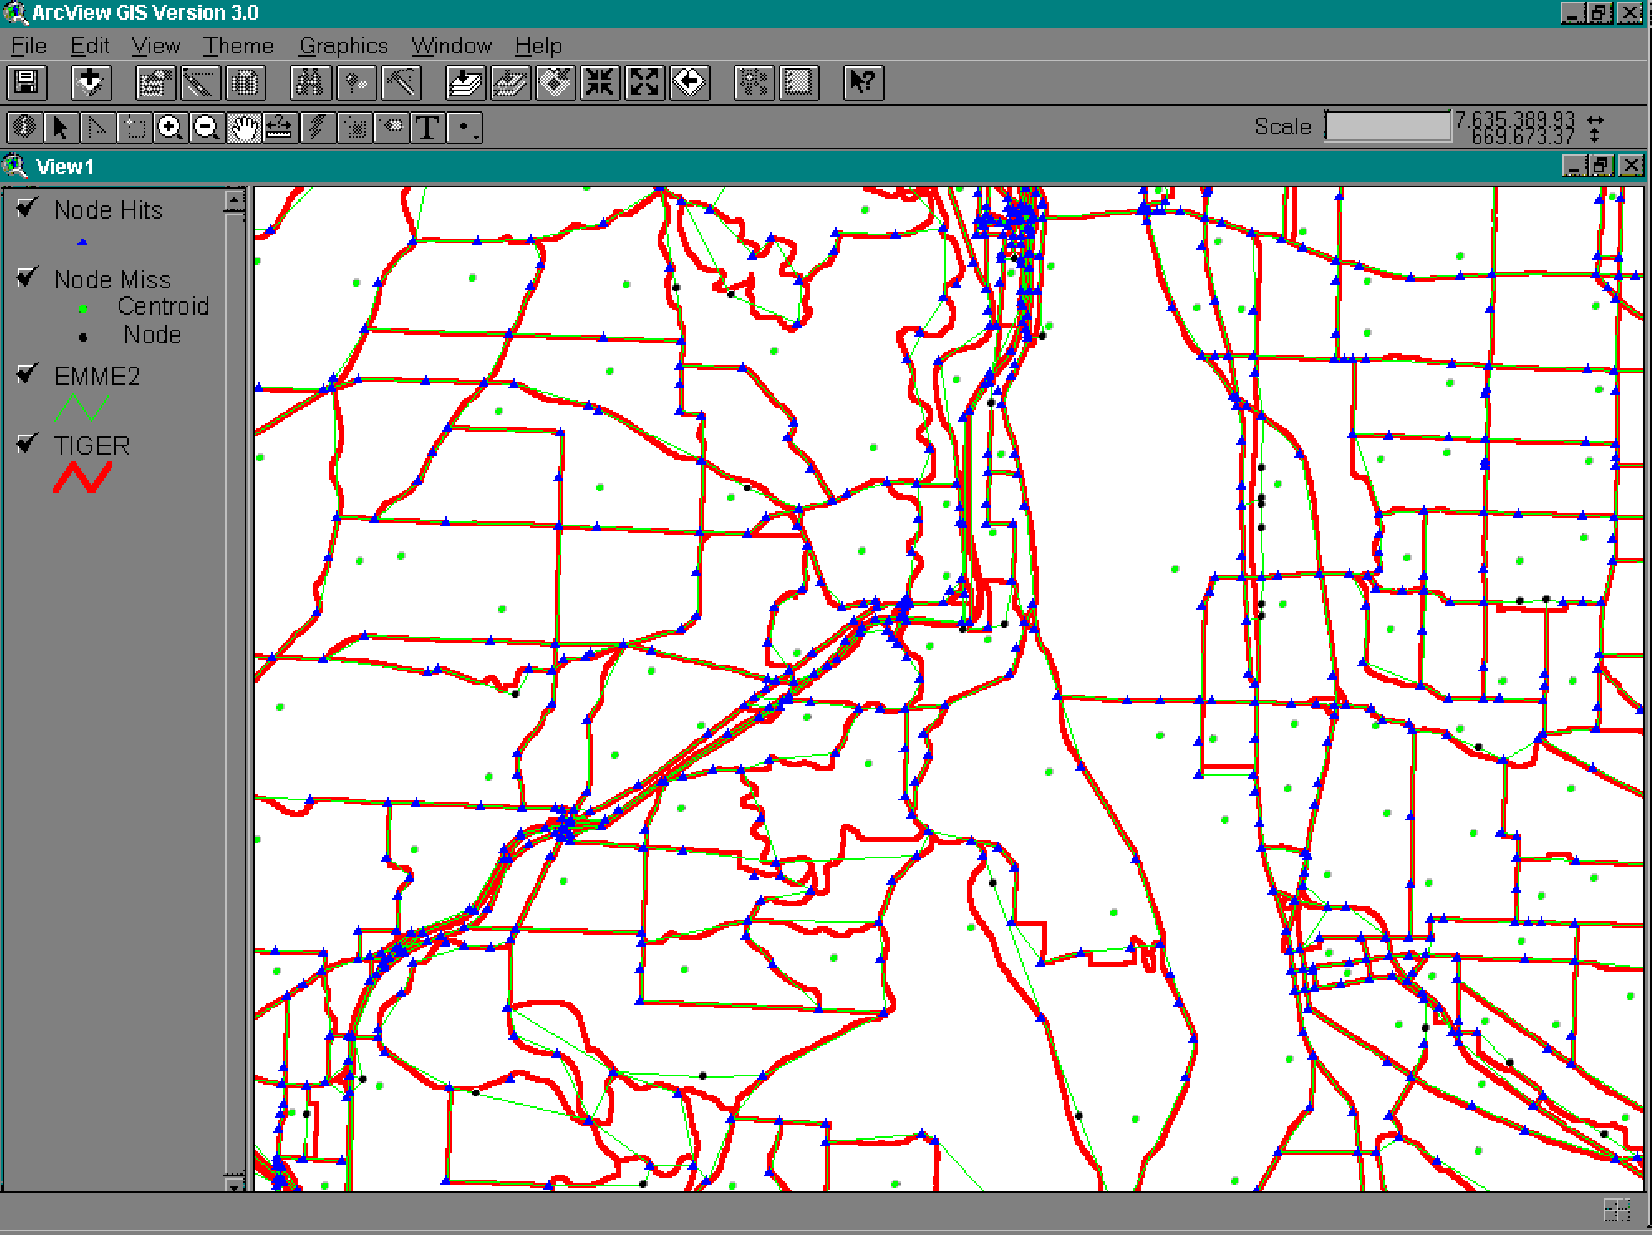 ArcView GIS Version 3.0
File Edit View Theme Graphics Window Help
T
Scale 7,635,389.93
669,673.37
View1
Node Hits
Node Miss
Centroid
Node
EMME2
TIGER